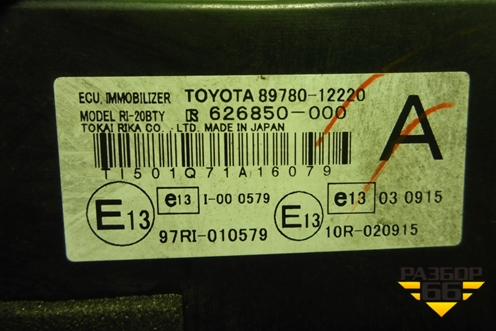 ECU, IMMOBILIZER TOYOTA 89780-12220
MODEL RI-20BTY R 626850-000
TOKAI RIKA CO., LTD. MADE IN JAPAN
A
TI501Q71A16079
E13 e13 I-00 0579 E13 e13 03 0915
97RI-010579 10R-020915
РАЗБОР
66